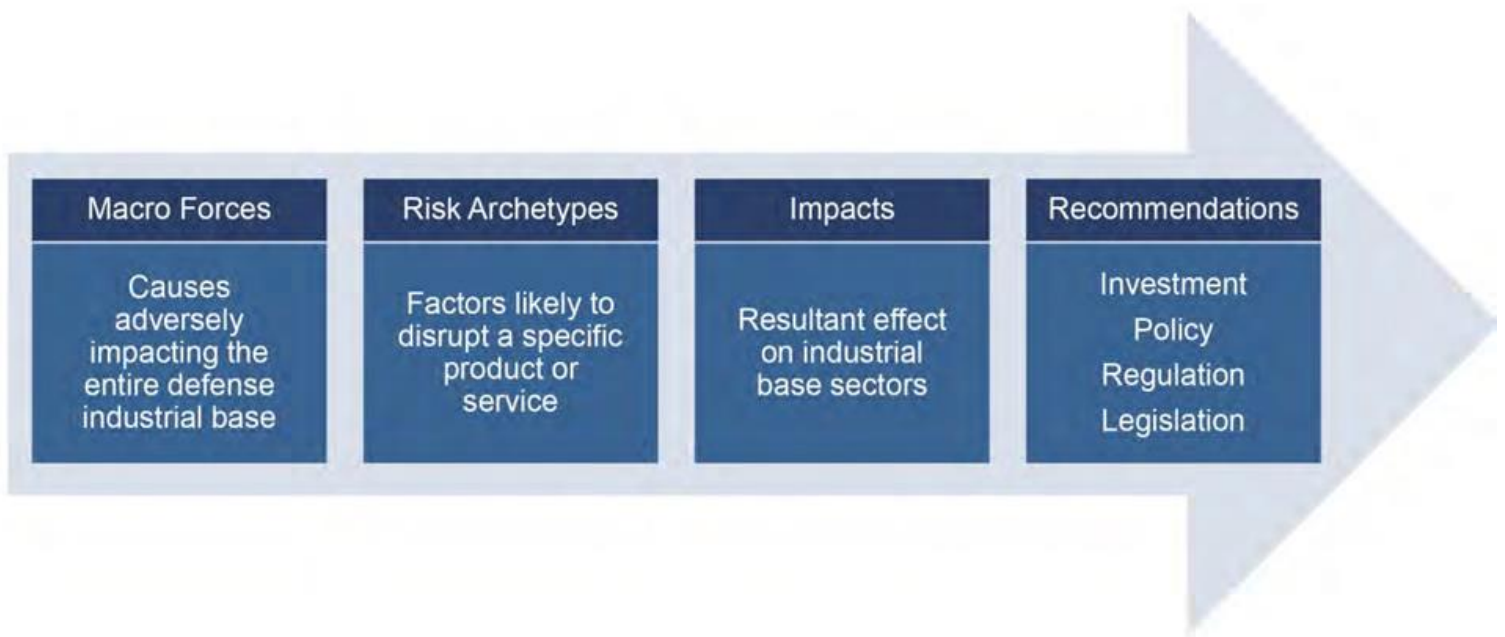 Macro Forces
Causes
adversely
impacting the
entire defense
industrial base
Risk Archetypes
Factors likely to
disrupt a specific
product or
service
Impacts
Resultant effect
on industrial
base sectors
Recommendations
Investment
Policy
Regulation
Legislation